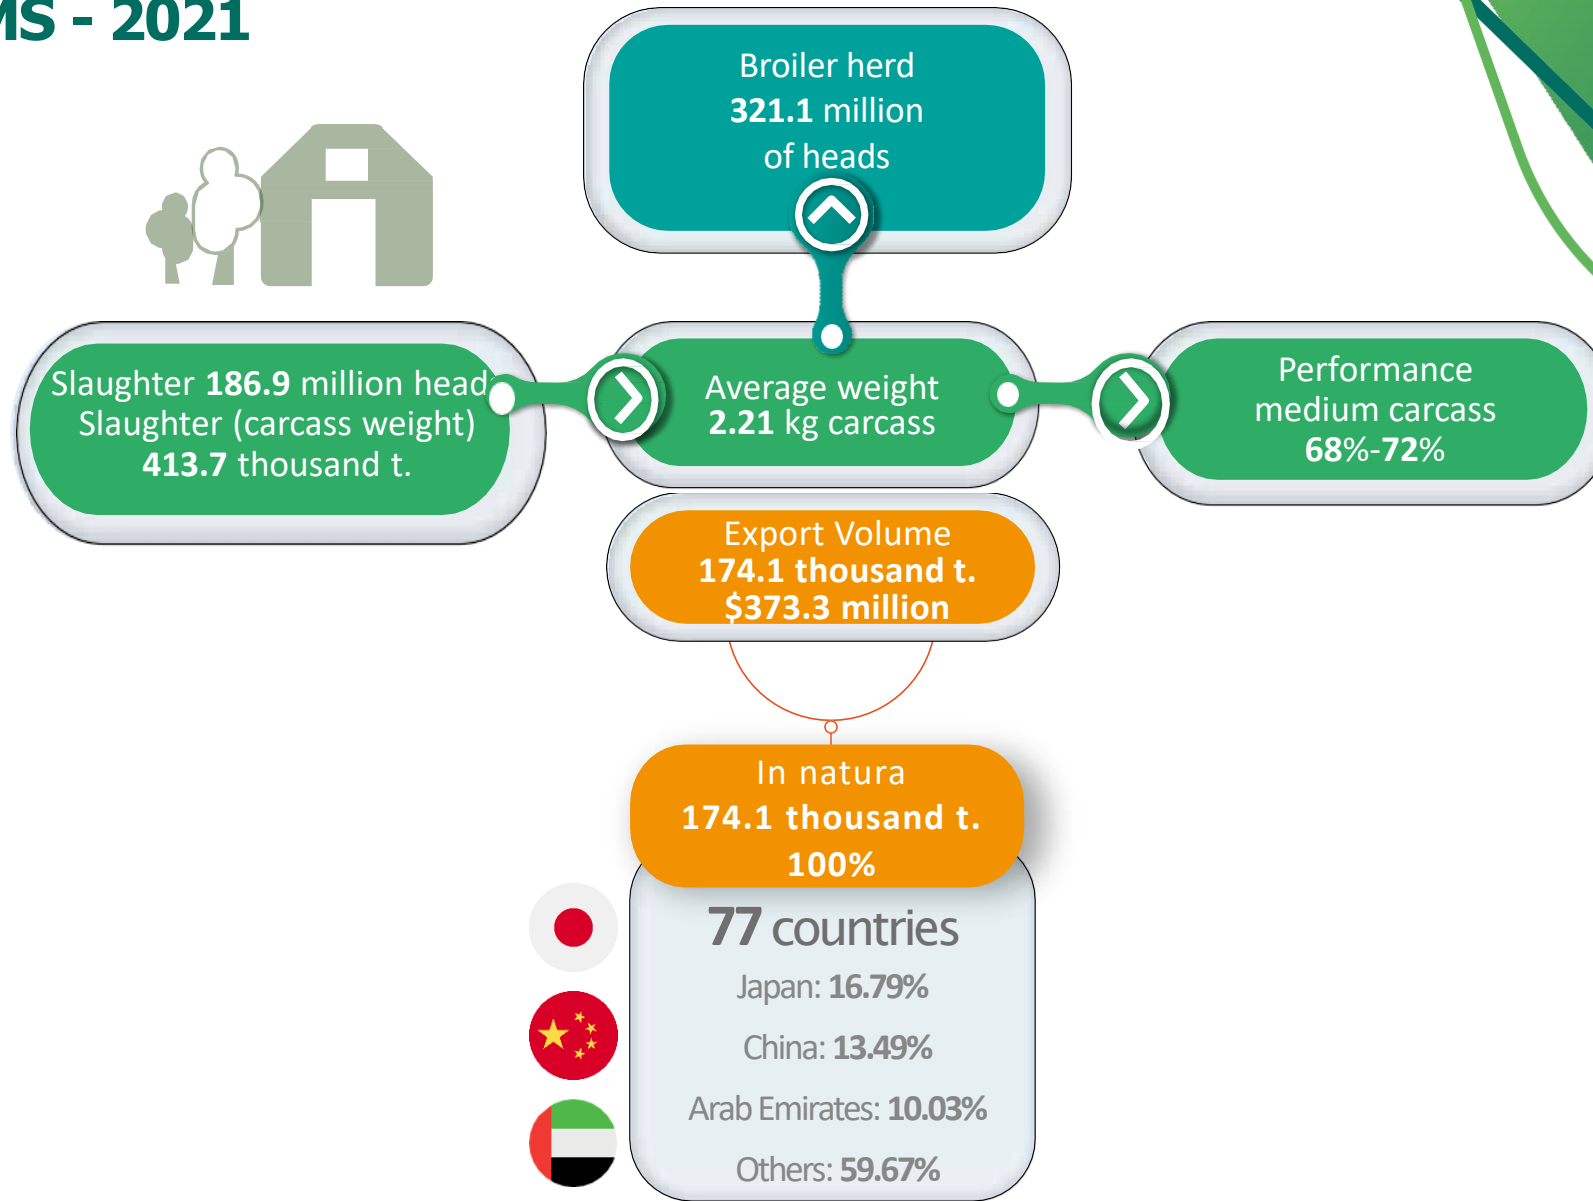 MS - 2021
Broiler herd
321.1 million
of heads
Slaughter 186.9 million head
Slaughter (carcass weight)
413.7 thousand t.
Average weight
2.21 kg carcass
Performance
medium carcass
68%-72%
Export Volume
174.1 thousand t.
$373.3 million
In natura
174.1 thousand t.
100%
77 countries
Japan: 16.79%
China: 13.49%
Arab Emirates: 10.03%
Others: 59.67%